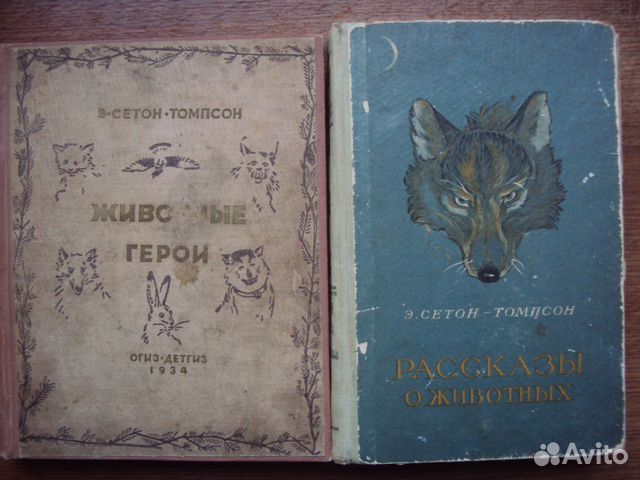 Э·СЕТОН·ТОМПСОН
ЖИВОТНЫЕ
ГЕРОИ
ОГИЗ·ДЕТГИЗ
1934
Э. СЕТОН-ТОМПСОН
РАССКАЗЫ
О ЖИВОТНЫХ
Avito